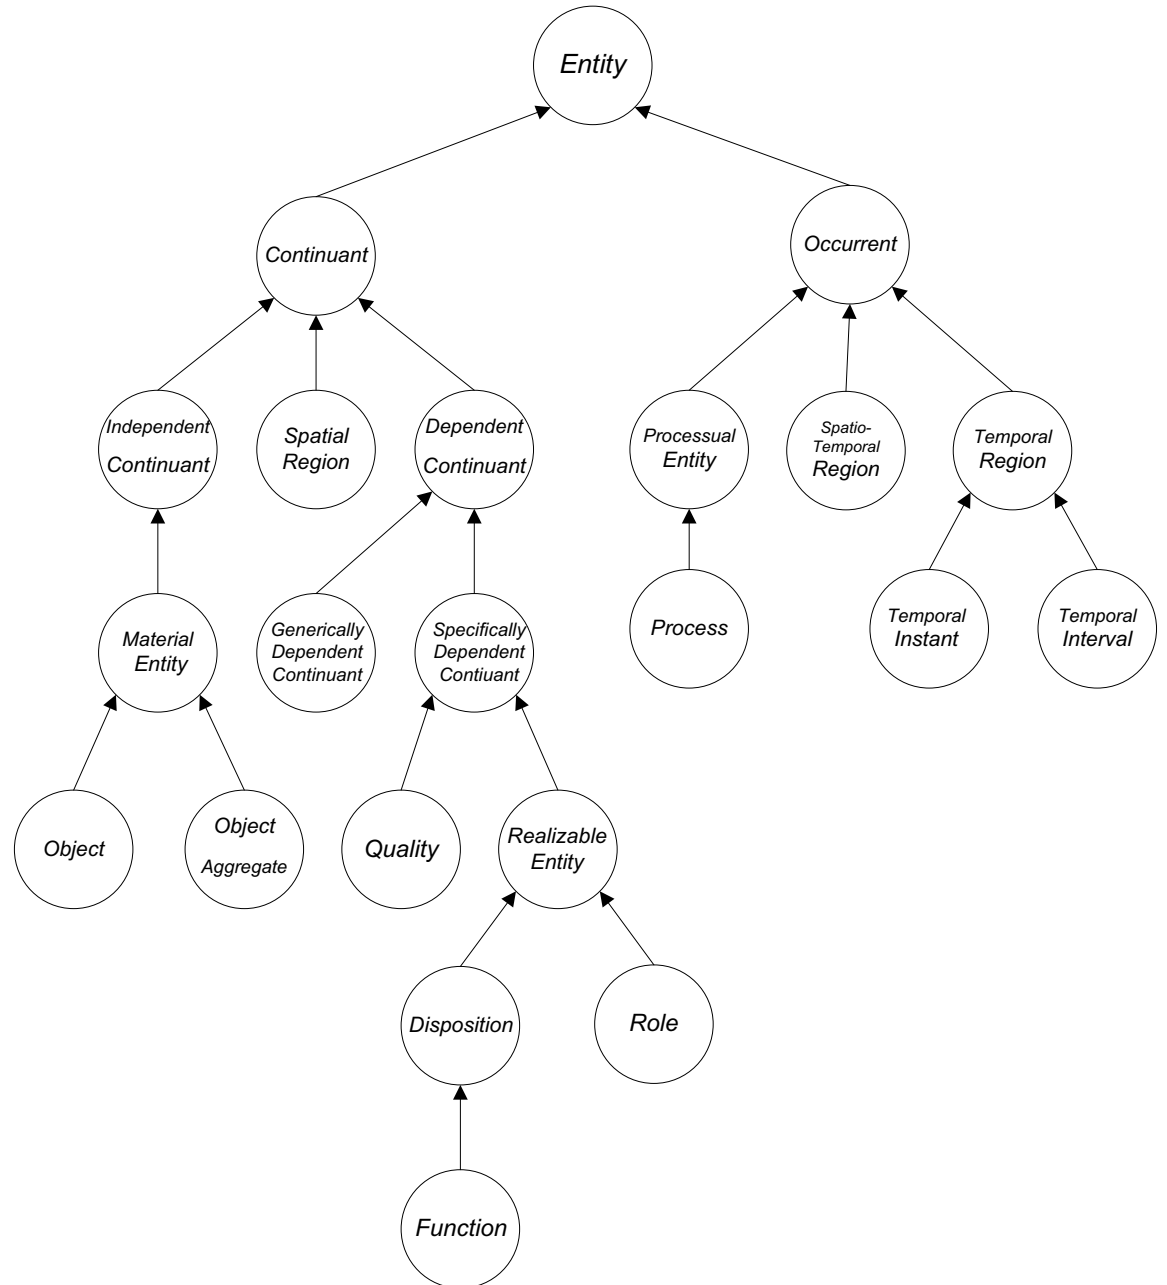 Entity
Continuant
Occurrent
Independent
Continuant
Spatial
Region
Dependent
Continuant
Processual
Entity
Spatio-
Temporal
Region
Temporal
Region
Material
Entity
Generically
Dependent
Continuant
Specifically
Dependent
Contiuant
Process
Temporal
Instant
Temporal
Interval
Object
Object
Aggregate
Quality
Realizable
Entity
Disposition
Role
Function